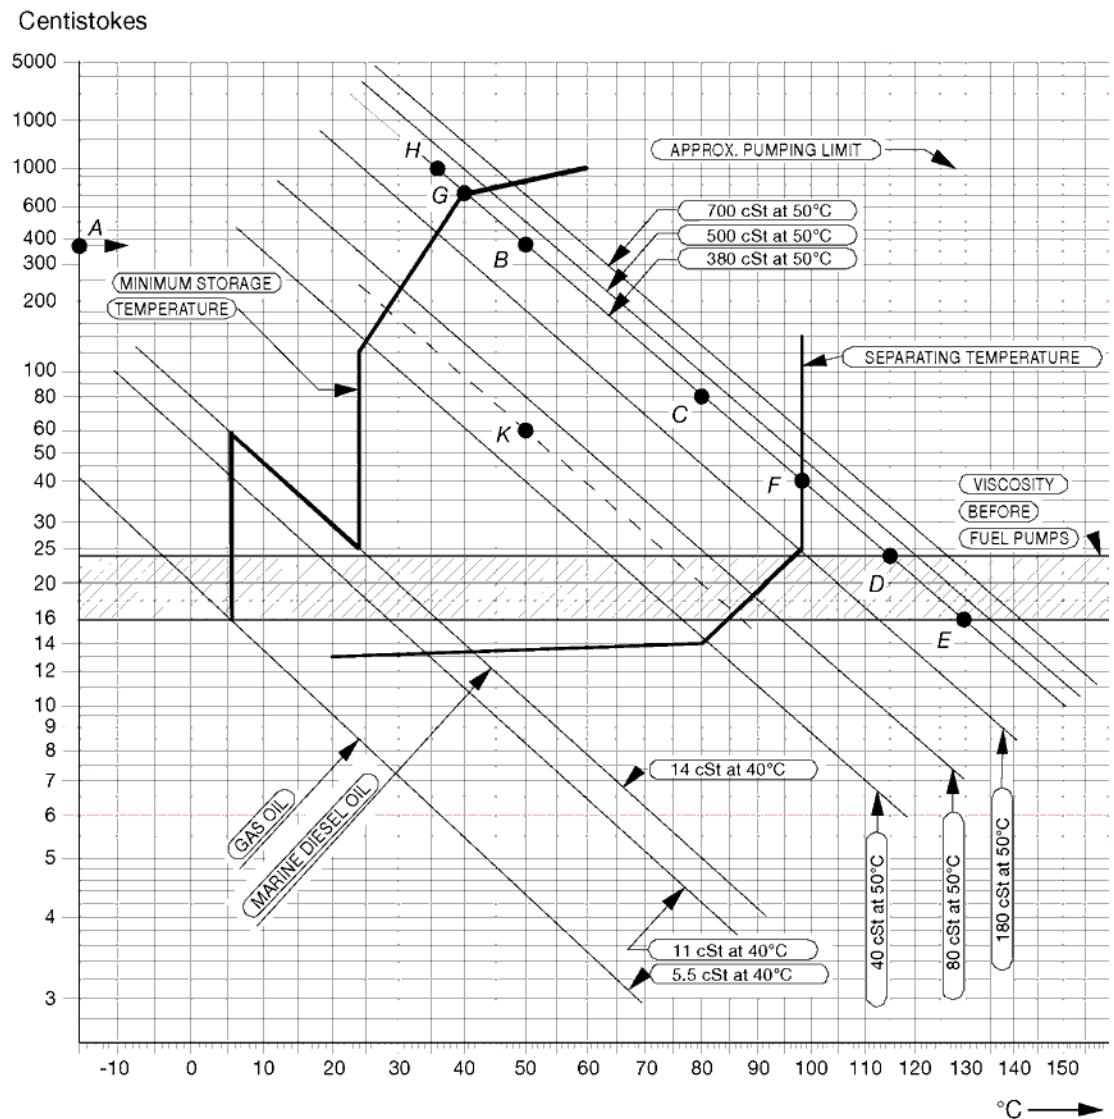 Centistokes
5000
1000
1000
600
400
300
200
100
80
60
50
40
30
25
20
16
14
12
10
9
8
7
6
5
4
3
A
H
G
B
C
K
F
D
E
APPROX. PUMPING LIMIT
700 cSt at 50°C
500 cSt at 50°C
380 cSt at 50°C
MINIMUM STORAGE
TEMPERATURE
SEPARATING TEMPERATURE
VISCOSITY
BEFORE
FUEL PUMPS
GAS OIL
MARINE DIESEL OIL
14 cSt at 40°C
11 cSt at 40°C
5.5 cSt at 40°C
40 cSt at 50°C
80 cSt at 50°C
180 cSt at 50°C
-10 0 10 20 30 40 50 60 70 80 90 100 110 120 130 140 150
°C